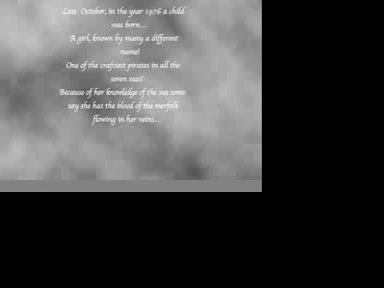 Late October, in the year 1976 a child
was born...
A girl, known by many a different
name!
One of the craftiest pirates in all the
seven seas!
Because of her knowledge of the sea some
say she has the blood of the merfolk
flowing in her veins...